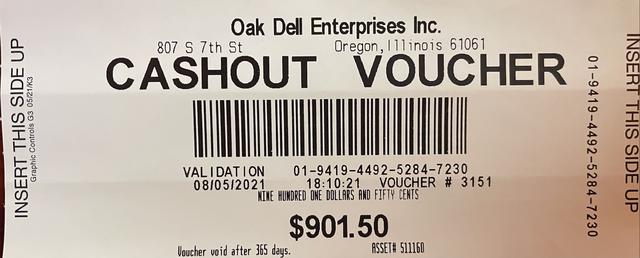 Oak Dell Enterprises Inc.
807 S 7th St Oregon,Illinois 61061
CASHOUT VOUCHER
VALIDATION 01-9419-4492-5284-7230
08/05/2021 18:10:21 VOUCHER # 3151
NINE HUNDRED ONE DOLLARS AND FIFTY CENTS
$901.50
Voucher void after 365 days. ASSET# 511160
INSERT THIS SIDE UP
Graphic Controls G3 05/21/K3
01-9419-4492-5284-7230
INSERT THIS SIDE UP